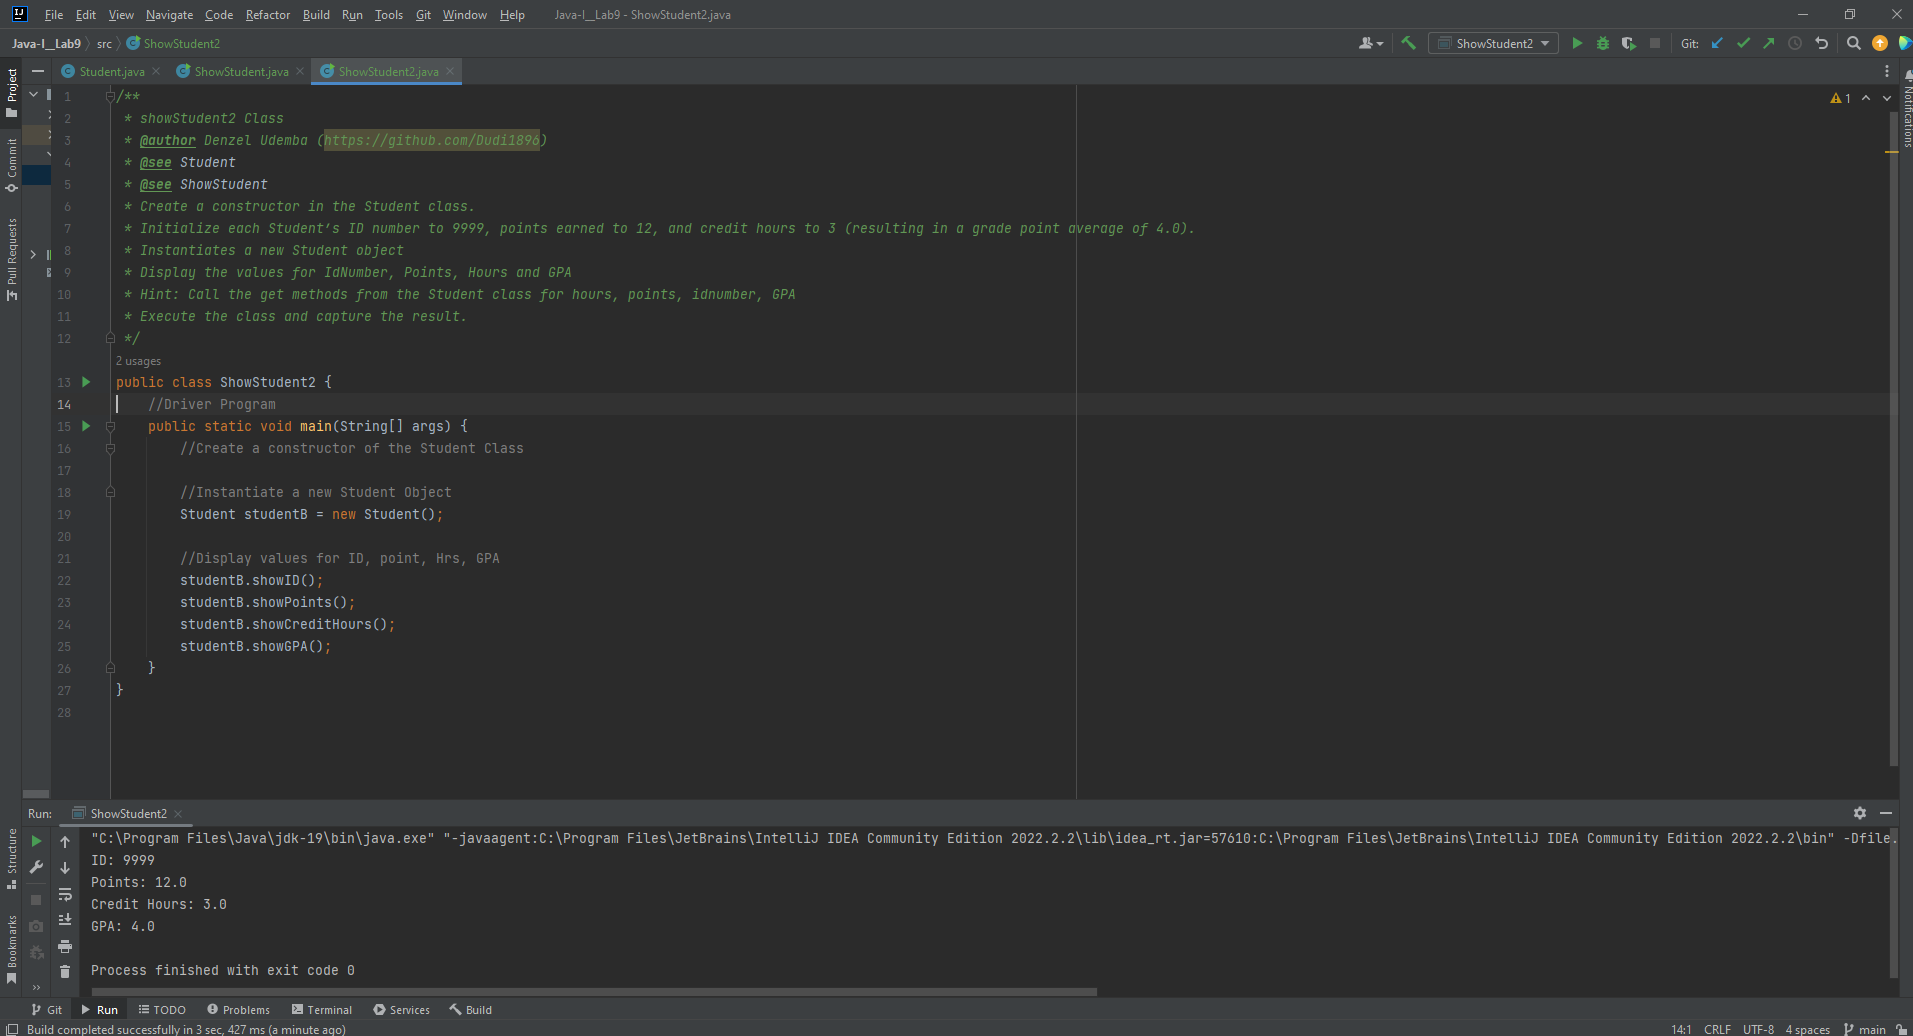 File Edit View Navigate Code Refactor Build Run Tools Git Window Help Java-I__Lab9 - ShowStudent2.java
Java-I__Lab9 src ShowStudent2 ShowStudent2 Git:
Project Student.java ShowStudent.java ShowStudent2.java
Commit
Pull Requests
Notifications
1 /** 1
2 * showStudent2 Class
3 * @author Denzel Udemba (https://github.com/Dudi1896)
4 * @see Student
5 * @see ShowStudent
6 * Create a constructor in the Student class.
7 * Initialize each Student’s ID number to 9999, points earned to 12, and credit hours to 3 (resulting in a grade point average of 4.0).
8 * Instantiates a new Student object
9 * Display the values for IdNumber, Points, Hours and GPA
10 * Hint: Call the get methods from the Student class for hours, points, idnumber, GPA
11 * Execute the class and capture the result.
12 */
2 usages
13 public class ShowStudent2 {
14 //Driver Program
15 public static void main(String[] args) {
16 //Create a constructor of the Student Class
17
18 //Instantiate a new Student Object
19 Student studentB = new Student();
20
21 //Display values for ID, point, Hrs, GPA
22 studentB.showID();
23 studentB.showPoints();
24 studentB.showCreditHours();
25 studentB.showGPA();
26 }
27 }
28
Run: ShowStudent2
Structure
Bookmarks
"C:\Program Files\Java\jdk-19\bin\java.exe" "-javaagent:C:\Program Files\JetBrains\IntelliJ IDEA Community Edition 2022.2.2\lib\idea_rt.jar=57610:C:\Program Files\JetBrains\IntelliJ IDEA Community Edition 2022.2.2\bin" -Dfile.
ID: 9999
Points: 12.0
Credit Hours: 3.0
GPA: 4.0
Process finished with exit code 0
Git Run TODO Problems Terminal Services Build
Build completed successfully in 3 sec, 427 ms (a minute ago) 14:1 CRLF UTF-8 4 spaces main